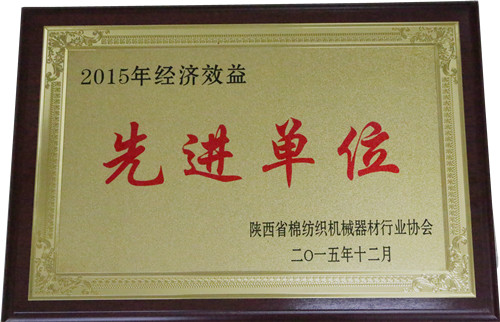 2015年经济效益
先进单位
陕西省棉纺织机械器材行业协会
二〇一五年十二月